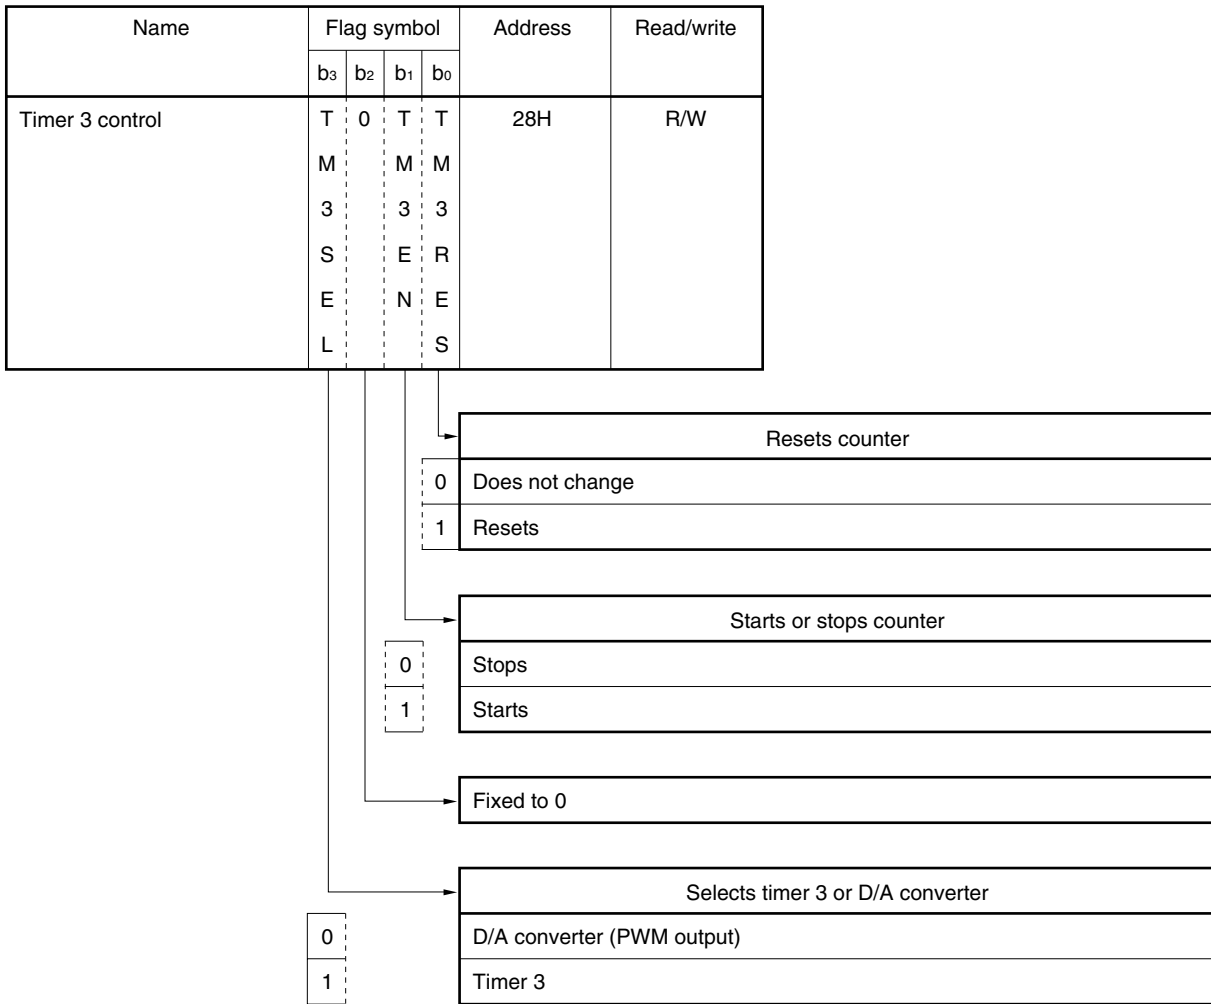 Name Flag symbol Address Read/write
b3 b2 b1 b0
Timer 3 control T 0 T T 28H R/W
M M M
3 3 3
S E R
E N E
L S
Resets counter
0 Does not change
1 Resets
Starts or stops counter
0 Stops
1 Starts
Fixed to 0
Selects timer 3 or D/A converter
0 D/A converter (PWM output)
1 Timer 3